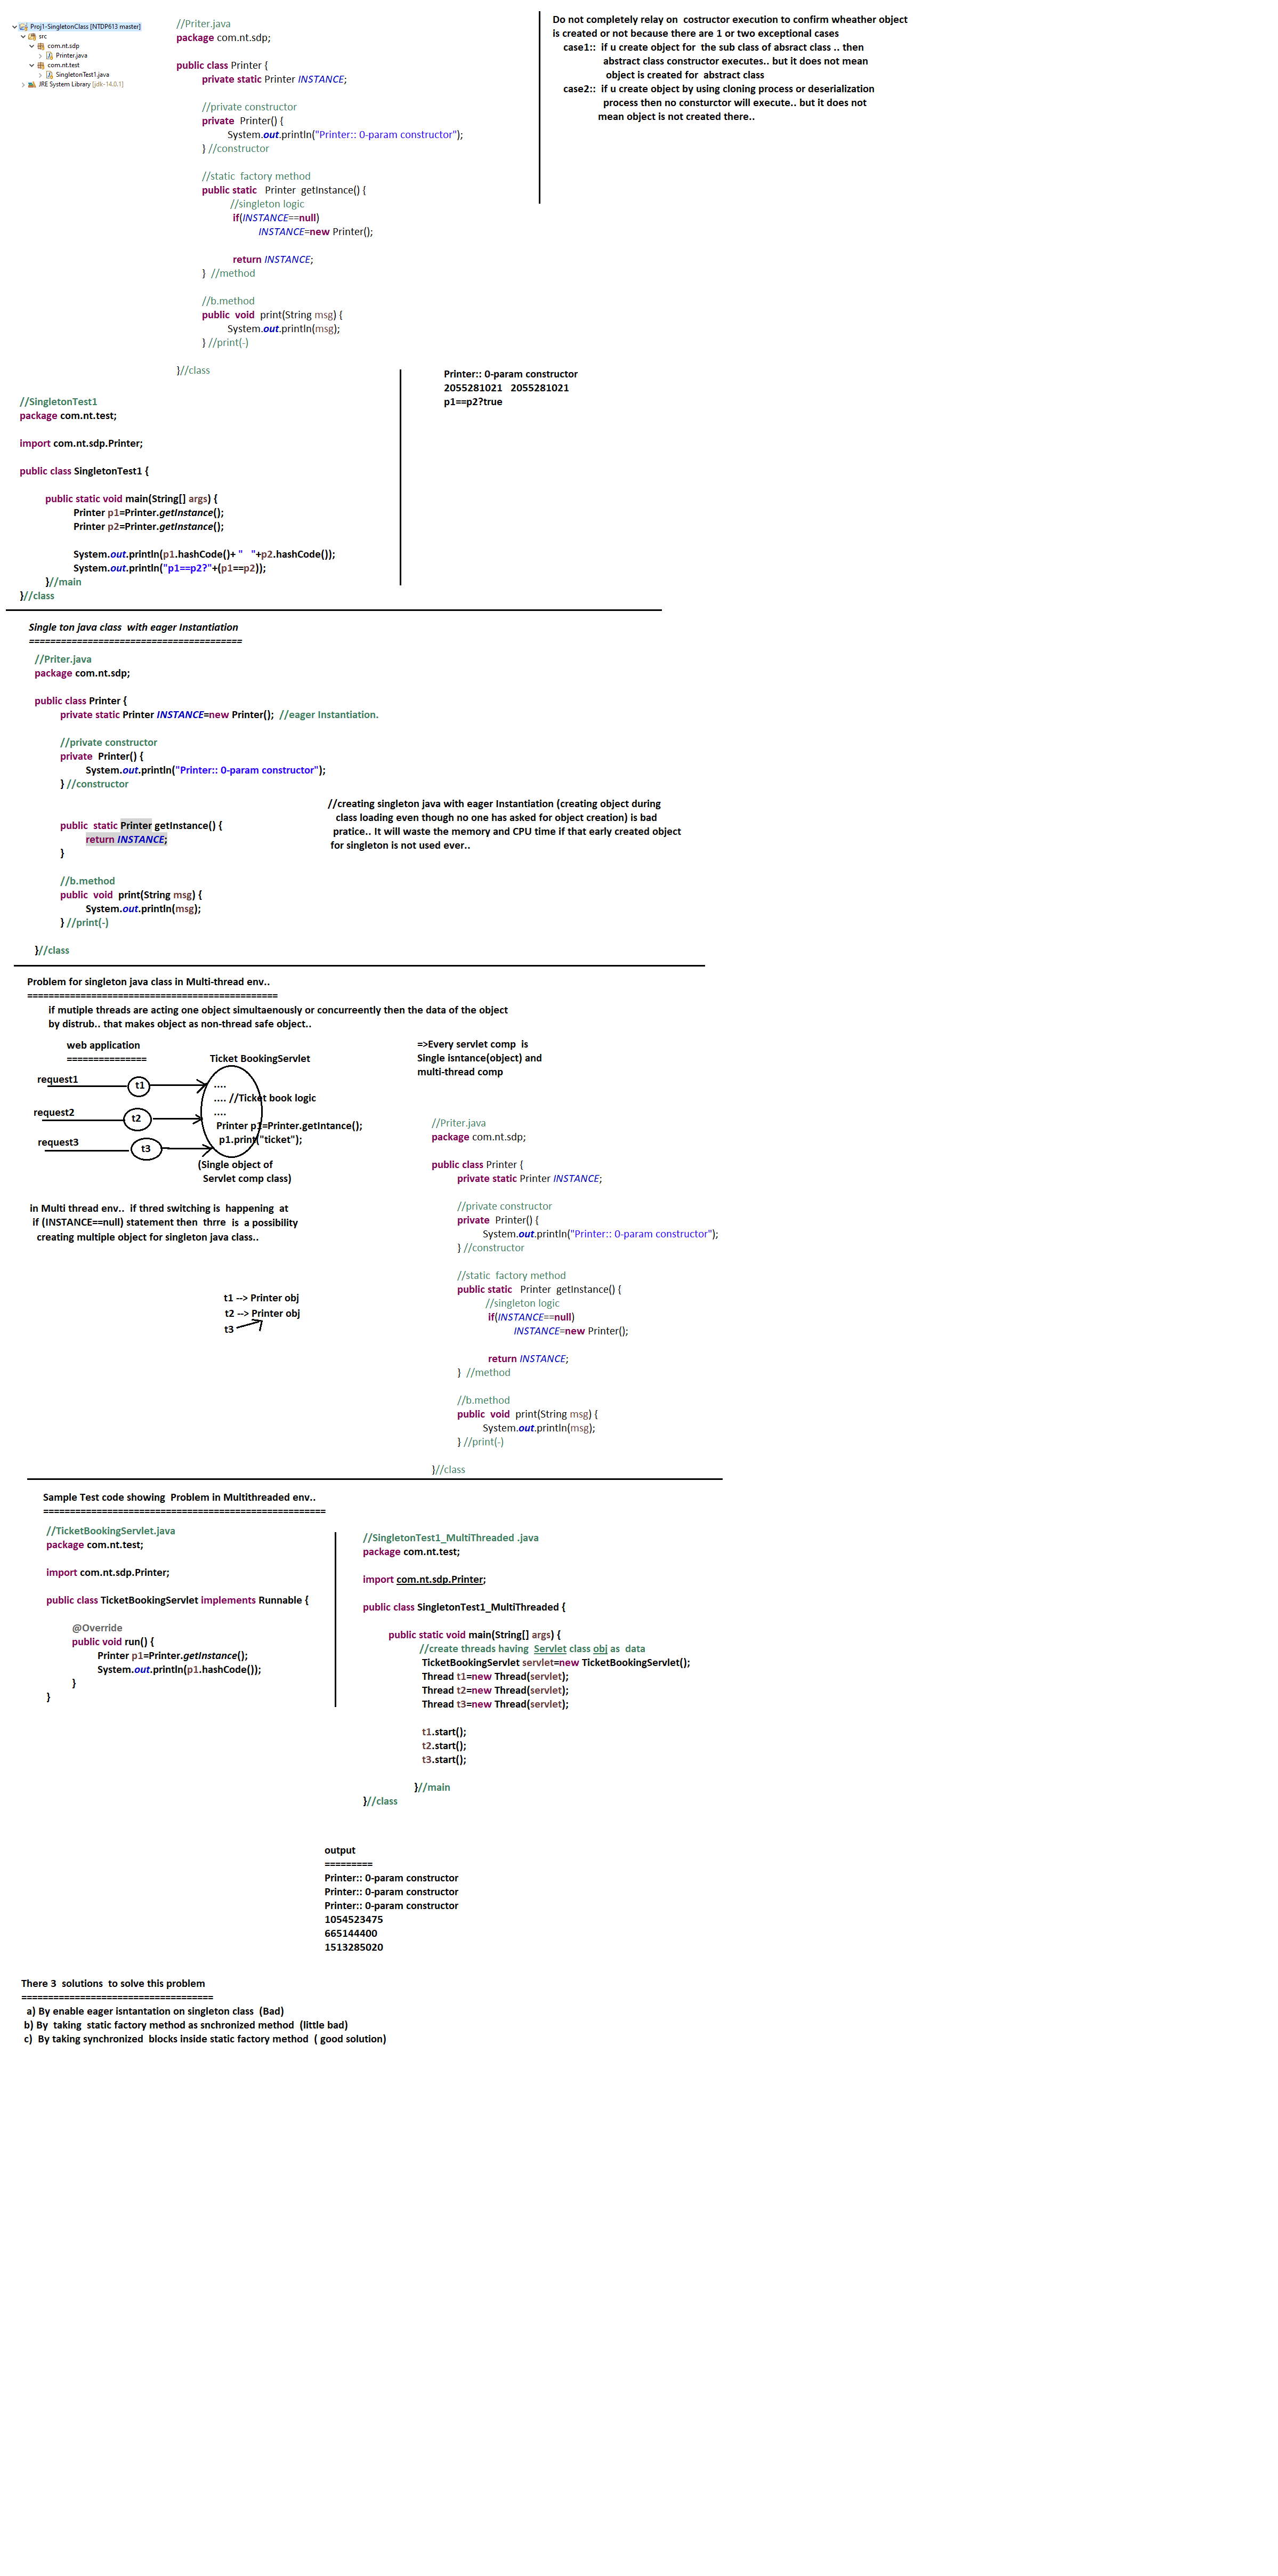 Proj1-SingletonClass [NTDP613 master]
src
com.nt.sdp
Printer.java
com.nt.test
SingletonTest1.java
JRE System Library [jdk-14.0.1]
//Priter.java
package com.nt.sdp;
public class Printer {
private static Printer INSTANCE;
//private constructor
private  Printer() {
System.out.println("Printer:: 0-param constructor");
} //constructor
//static  factory method
public static   Printer  getInstance() {
//singleton logic
if(INSTANCE==null)
INSTANCE=new Printer();
return INSTANCE;
}  //method
//b.method
public  void  print(String msg) {
System.out.println(msg);
} //print(-)
}//class
Do not completely relay on  costructor execution to confirm wheather object
is created or not because there are 1 or two exceptional cases
case1::  if u create object for  the sub class of absract class .. then
abstract class constructor executes.. but it does not mean
object is created for  abstract class
case2::  if u create object by using cloning process or deserialization
process then no consturctor will execute.. but it does not
mean object is not created there..
//SingletonTest1
package com.nt.test;
import com.nt.sdp.Printer;
public class SingletonTest1 {
public static void main(String[] args) {
Printer p1=Printer.getInstance();
Printer p2=Printer.getInstance();
System.out.println(p1.hashCode()+ "   "+p2.hashCode());
System.out.println("p1==p2?"+(p1==p2));
}//main
}//class
Printer:: 0-param constructor
2055281021   2055281021
p1==p2?true
Single ton java class  with eager Instantiation
========================================
//Priter.java
package com.nt.sdp;
public class Printer {
private static Printer INSTANCE=new Printer();  //eager Instantiation.
//private constructor
private  Printer() {
System.out.println("Printer:: 0-param constructor");
} //constructor
public  static Printer getInstance() {
return INSTANCE;
}
//b.method
public  void  print(String msg) {
System.out.println(msg);
} //print(-)
}//class
//creating singleton java with eager Instantiation (creating object during
class loading even though no one has asked for object creation) is bad
pratice.. It will waste the memory and CPU time if that early created object
for singleton is not used ever..
Problem for singleton java class in Multi-thread env..
===============================================
if mutiple threads are acting one object simultaenously or concurreently then the data of the object
by distrub.. that makes object as non-thread safe object..
web application
===============
Ticket BookingServlet
request1
t1
request2
t2
request3
t3
....
.... //Ticket book logic
....
Printer p1=Printer.getIntance();
p1.print("ticket");
(Single object of
Servlet comp class)
=>Every servlet comp  is
Single isntance(object) and
multi-thread comp
in Multi thread env..  if thred switching is  happening  at
if (INSTANCE==null) statement then  thrre  is  a possibility
creating multiple object for singleton java class..
t1 --> Printer obj
t2 --> Printer obj
t3
//Priter.java
package com.nt.sdp;
public class Printer {
private static Printer INSTANCE;
//private constructor
private  Printer() {
System.out.println("Printer:: 0-param constructor");
} //constructor
//static  factory method
public static   Printer  getInstance() {
//singleton logic
if(INSTANCE==null)
INSTANCE=new Printer();
return INSTANCE;
}  //method
//b.method
public  void  print(String msg) {
System.out.println(msg);
} //print(-)
}//class
Sample Test code showing  Problem in Multithreaded env..
=====================================================
//TicketBookingServlet.java
package com.nt.test;
import com.nt.sdp.Printer;
public class TicketBookingServlet implements Runnable {
@Override
public void run() {
Printer p1=Printer.getInstance();
System.out.println(p1.hashCode());
}
}
//SingletonTest1_MultiThreaded .java
package com.nt.test;
import com.nt.sdp.Printer;
public class SingletonTest1_MultiThreaded {
public static void main(String[] args) {
//create threads having  Servlet class obj as  data
TicketBookingServlet servlet=new TicketBookingServlet();
Thread t1=new Thread(servlet);
Thread t2=new Thread(servlet);
Thread t3=new Thread(servlet);
t1.start();
t2.start();
t3.start();
}//main
}//class
output
=========
Printer:: 0-param constructor
Printer:: 0-param constructor
Printer:: 0-param constructor
1054523475
665144400
1513285020
There 3  solutions  to solve this problem
====================================
a) By enable eager isntantation on singleton class  (Bad)
b) By  taking  static factory method as snchronized method  (little bad)
c)  By taking synchronized  blocks inside static factory method  ( good solution)